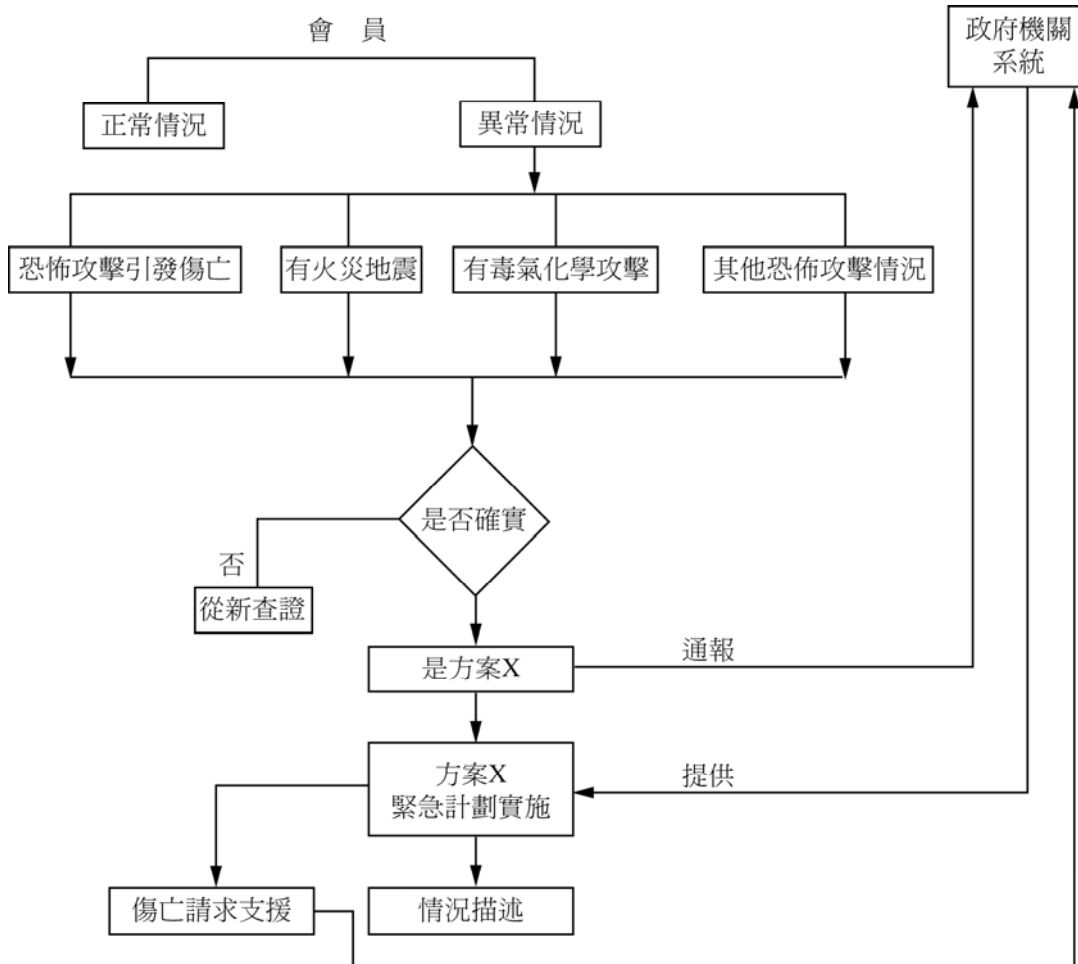 會 員
政府機關
系統
正常情況
異常情況
恐怖攻擊引發傷亡
有火災地震
有毒氣化學攻擊
其他恐佈攻擊情況
是否確實
否
從新查證
是方案X
通報
方案X
緊急計劃實施
提供
傷亡請求支援
情況描述